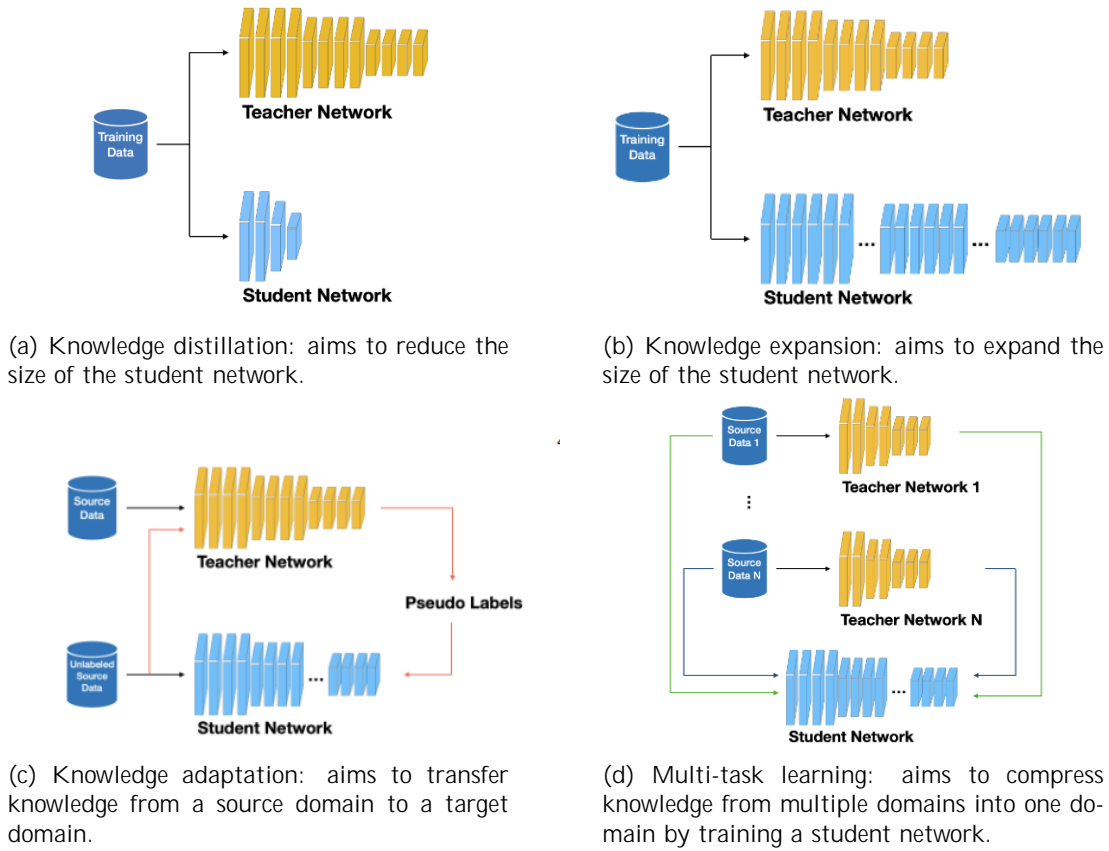 Training
Data
Teacher Network
Student Network
(a) Knowledge distillation: aims to reduce the
size of the student network.
Training
Data
Teacher Network
...
...
Student Network
(b) Knowledge expansion: aims to expand the
size of the student network.
Source
Data
Teacher Network
Pseudo Labels
Unlabeled
Source
Data
...
Student Network
(c) Knowledge adaptation: aims to transfer
knowledge from a source domain to a target
domain.
Source
Data 1
Teacher Network 1
...
Source
Data N
Teacher Network N
...
Student Network
(d) Multi-task learning: aims to compress
knowledge from multiple domains into one do-
main by training a student network.